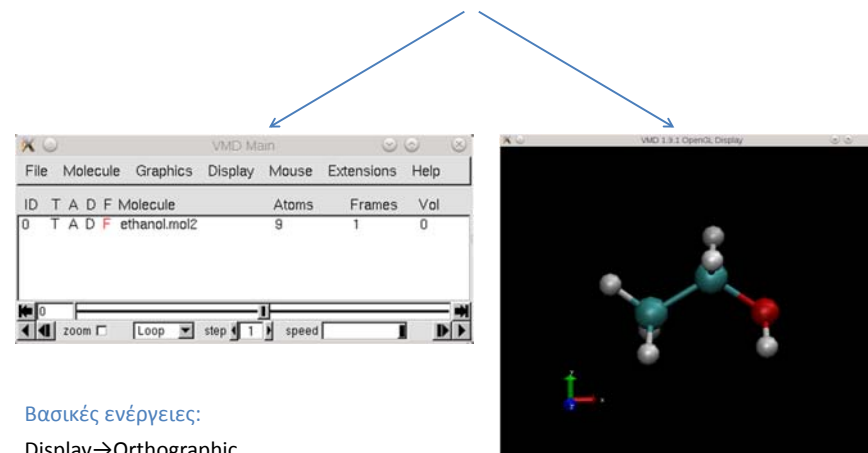 VMD Main
File Molecule Graphics Display Mouse Extensions Help
ID T A D F Molecule Atoms Frames Vol
0 T A D F ethanol.mol2 9 1 0
0
zoom Loop step 1 speed
VMD 1.9.1 OpenGL Display
y
x
z
Βασικές ενέργειες:
Display→Orthographic